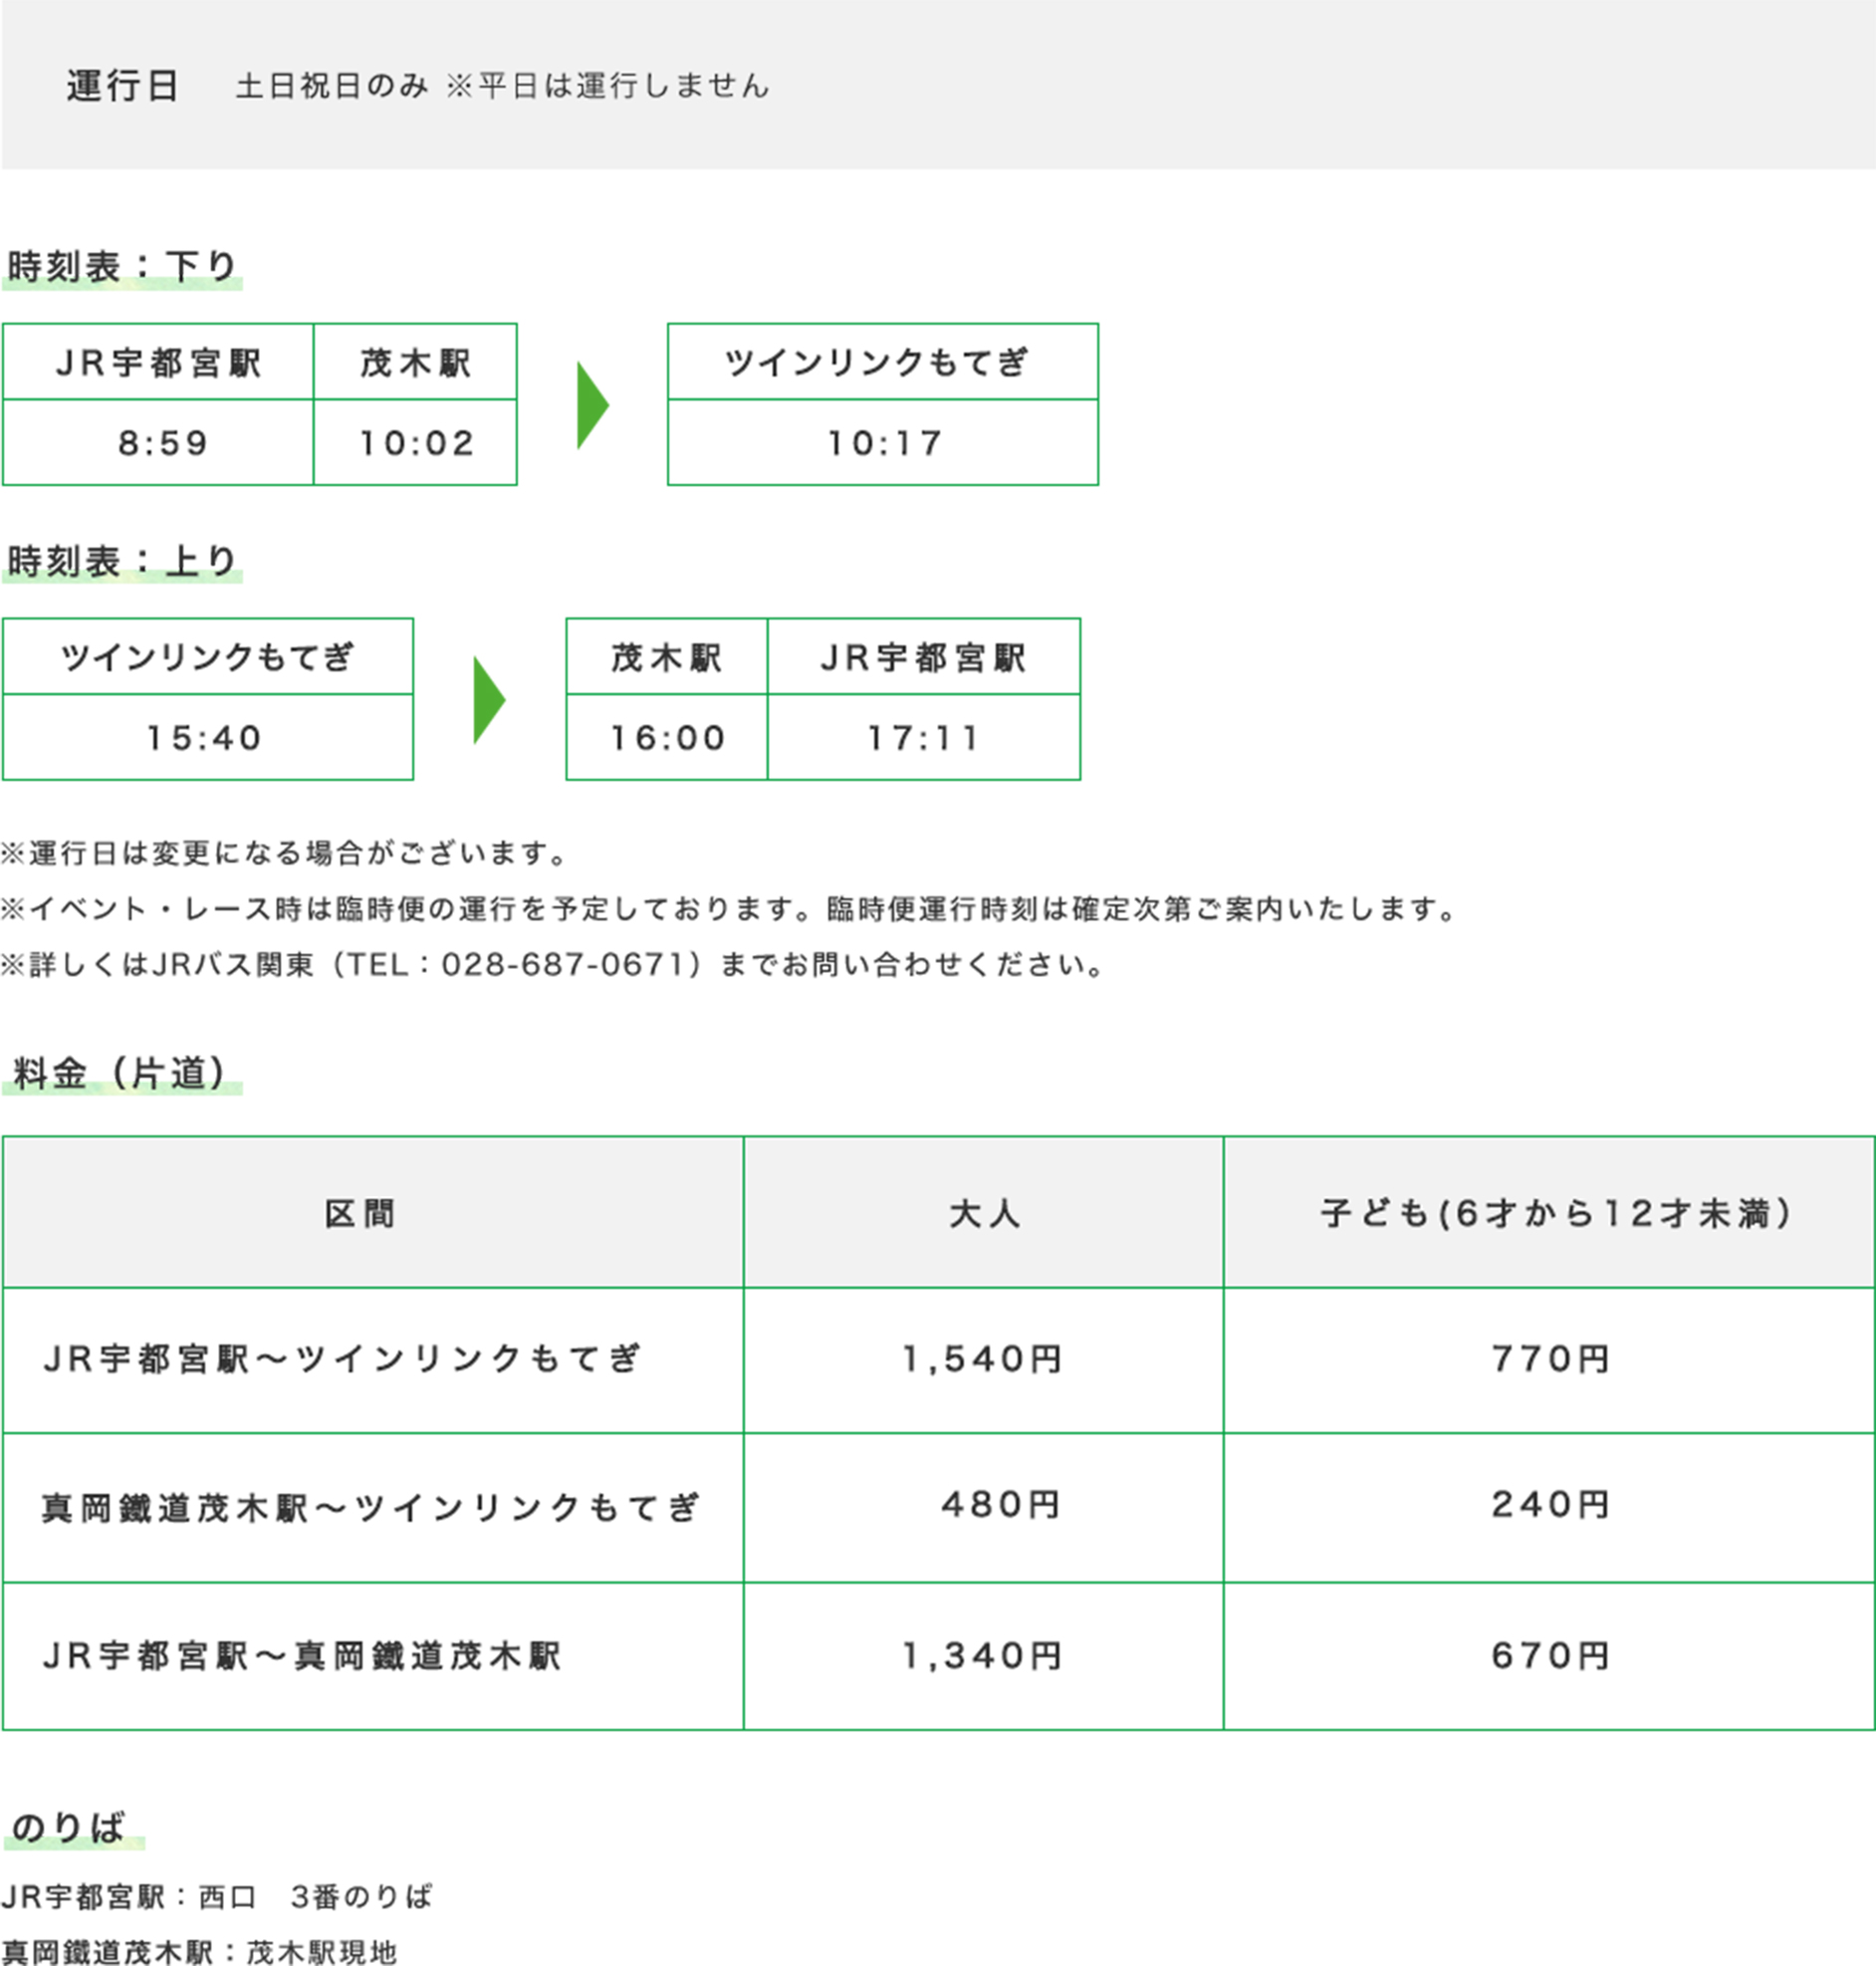 運行日 土日祝日のみ ※平日は運行しません
時刻表：下り
JR宇都宮駅 茂木駅 ツインリンクもてぎ
8:59 10:02 10:17
時刻表：上り
ツインリンクもてぎ 茂木駅 JR宇都宮駅
15:40 16:00 17:11
※運行日は変更になる場合がございます。
※イベント・レース時は臨時便の運行を予定しております。臨時便運行時刻は確定次第ご案内いたします。
※詳しくはJRバス関東（TEL：028-687-0671）までお問い合わせください。
料金（片道）
区間 大人 子ども(6才から12才未満）
JR宇都宮駅〜ツインリンクもてぎ 1,540円 770円
真岡鐵道茂木駅〜ツインリンクもてぎ 480円 240円
JR宇都宮駅〜真岡鐵道茂木駅 1,340円 670円
のりば
JR宇都宮駅：西口　3番のりば
真岡鐵道茂木駅：茂木駅現地